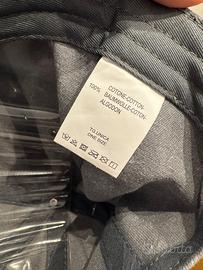 100%
COTONE-COTTON-
BAUMWOLLE-COTON-
ALGODON
TG.UNICA
ONE SIZE